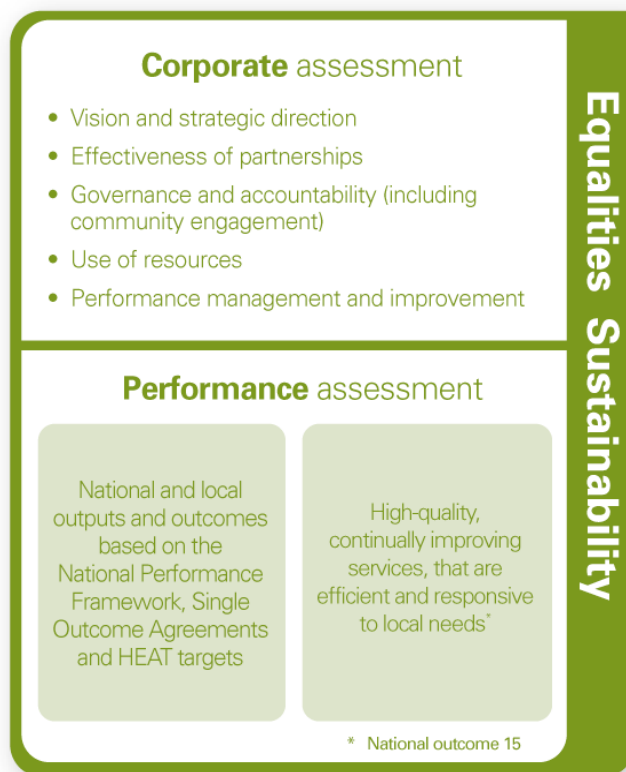 Corporate assessment
• Vision and strategic direction
• Effectiveness of partnerships
• Governance and accountability (including
community engagement)
• Use of resources
• Performance management and improvement
Performance assessment
National and local
outputs and outcomes
based on the
National Performance
Framework, Single
Outcome Agreements
and HEAT targets
High-quality,
continually improving
services, that are
efficient and responsive
to local needs*
* National outcome 15
Equalities Sustainability